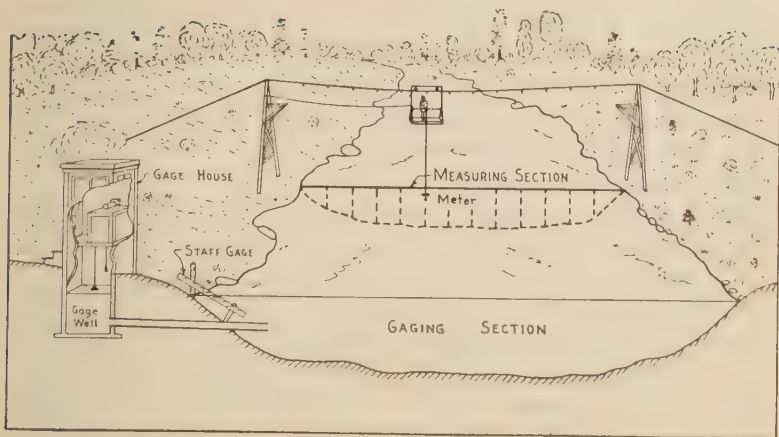 GAGE HOUSE
MEASURING SECTION
Meter
STAFF GAGE
Gage
Well
GAGING SECTION